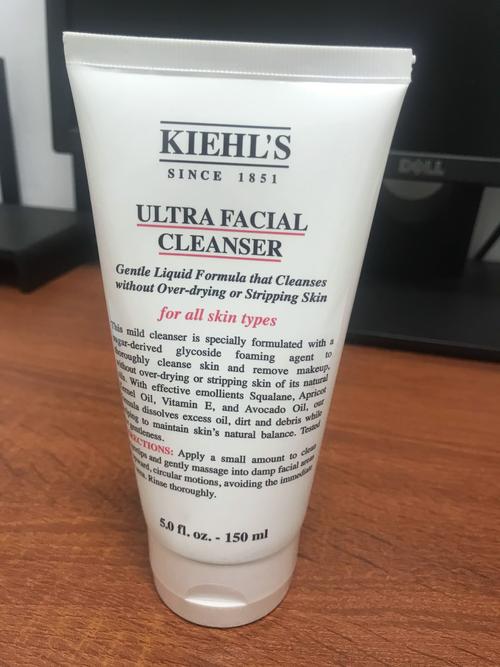 KIEHL'S
SINCE 1851
ULTRA FACIAL
CLEANSER
Gentle Liquid Formula that Cleanses
without Over-drying or Stripping Skin
for all skin types
This mild cleanser is specially formulated with a
sugar-derived glycoside foaming agent to
thoroughly cleanse skin and remove makeup,
without over-drying or stripping skin of its natural
With effective emollients Squalane, Apricot
Oil, Vitamin E, and Avocado Oil, our
dissolves excess oil, dirt and debris while
to maintain skin's natural balance. Tested
gentleness.
DIRECTIONS: Apply a small amount to clean
and gently massage into damp facial areas
circular motions, avoiding the immediate
Rinse thoroughly.
5.0 fl. oz. - 150 ml
DELL